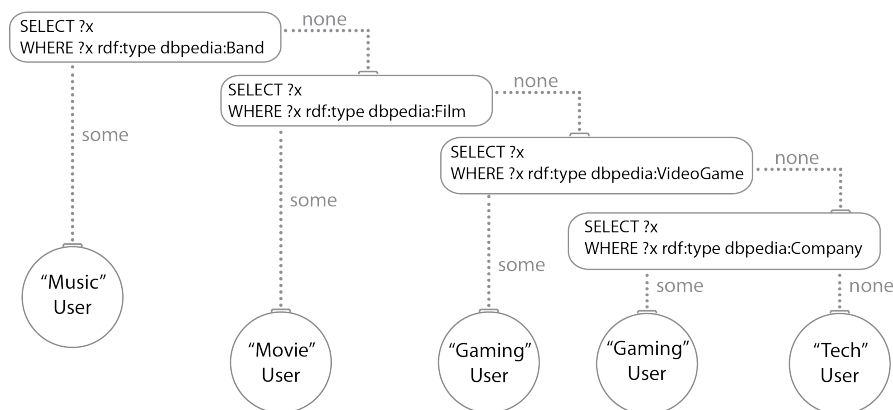 SELECT ?x
WHERE ?x rdf:type dbpedia:Band
none
SELECT ?x
WHERE ?x rdf:type dbpedia:Film
none
some
SELECT ?x
WHERE ?x rdf:type dbpedia:VideoGame
none
some
SELECT ?x
WHERE ?x rdf:type dbpedia:Company
some
some
none
“Music”
User
“Movie”
User
“Gaming”
User
“Gaming”
User
“Tech”
User